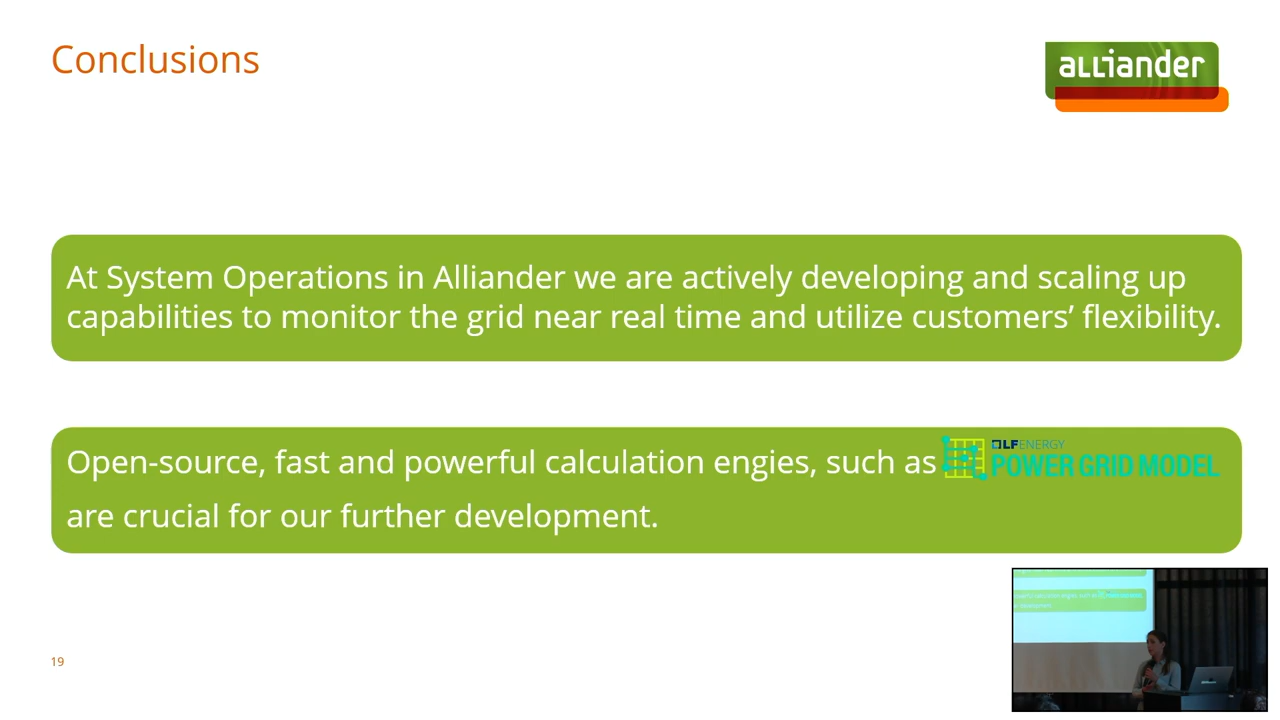 Conclusions
alliander
At System Operations in Alliander we are actively developing and scaling up
capabilities to monitor the grid near real time and utilize customers’ flexibility.
LFENERGY
Open-source, fast and powerful calculation engies, such as POWER GRID MODEL
are crucial for our further development.
19